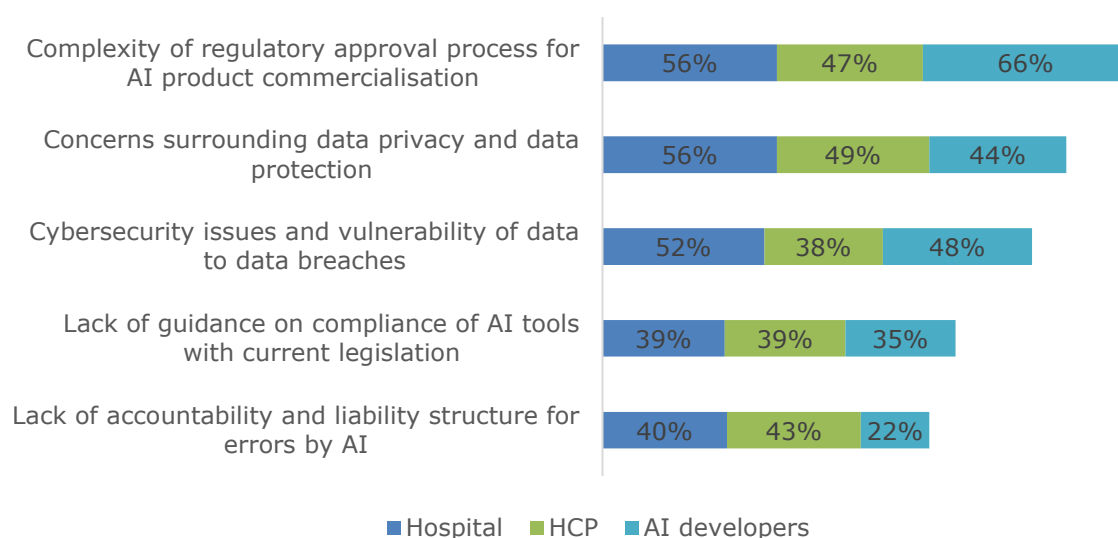 Complexity of regulatory approval process for
AI product commercialisation
56% 47% 66%
Concerns surrounding data privacy and data
protection
56% 49% 44%
Cybersecurity issues and vulnerability of data
to data breaches
52% 38% 48%
Lack of guidance on compliance of AI tools
with current legislation
39% 39% 35%
Lack of accountability and liability structure for
errors by AI
40% 43% 22%
Hospital HCP AI developers